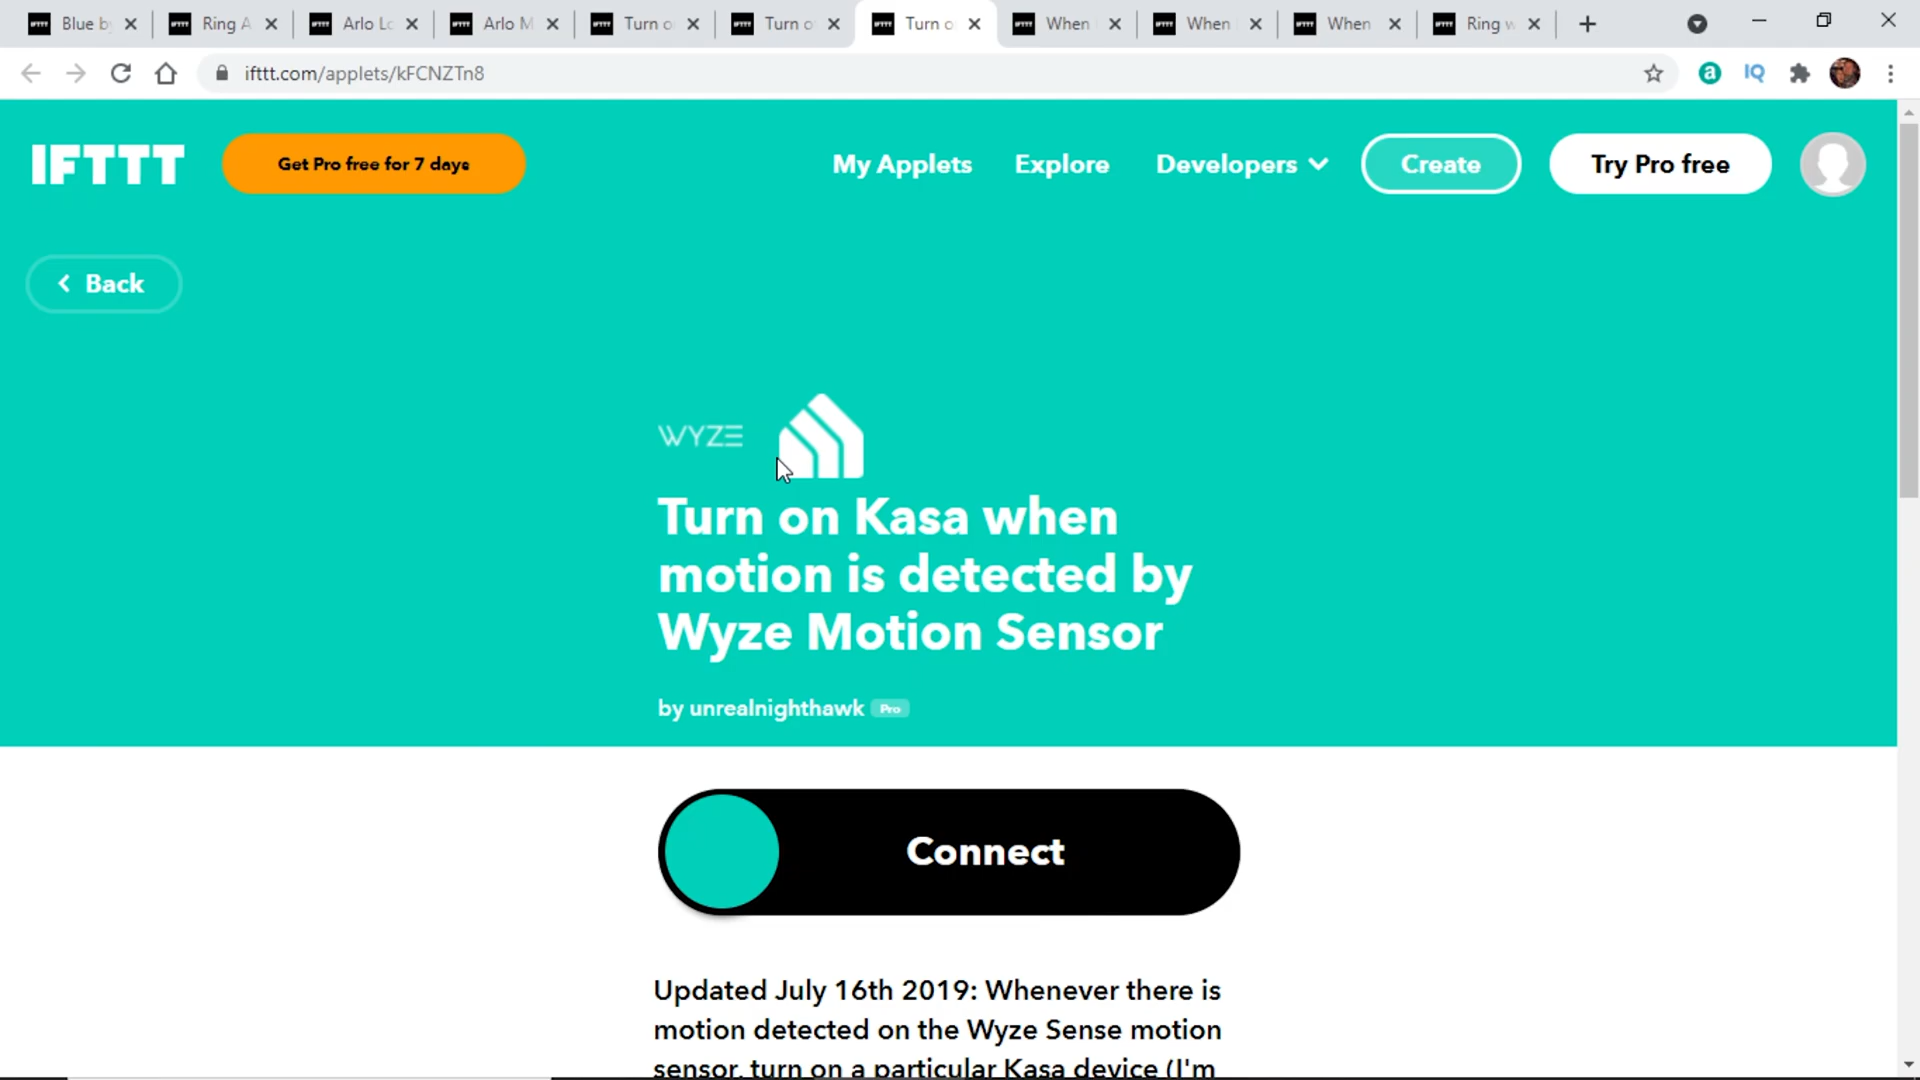 Blue by
Ring A
Arlo Lo
Arlo M
Turn o
Turn o
Turn o
When
When
When
Ring w
ifttt.com/applets/kFCNZTn8
IFTTT
Get Pro free for 7 days
My Applets
Explore
Developers
Create
Try Pro free
Back
WYZE
Turn on Kasa when
motion is detected by
Wyze Motion Sensor
by unrealnighthawk Pro
Connect
Updated July 16th 2019: Whenever there is
motion detected on the Wyze Sense motion
sensor, turn on a particular Kasa device (I'm